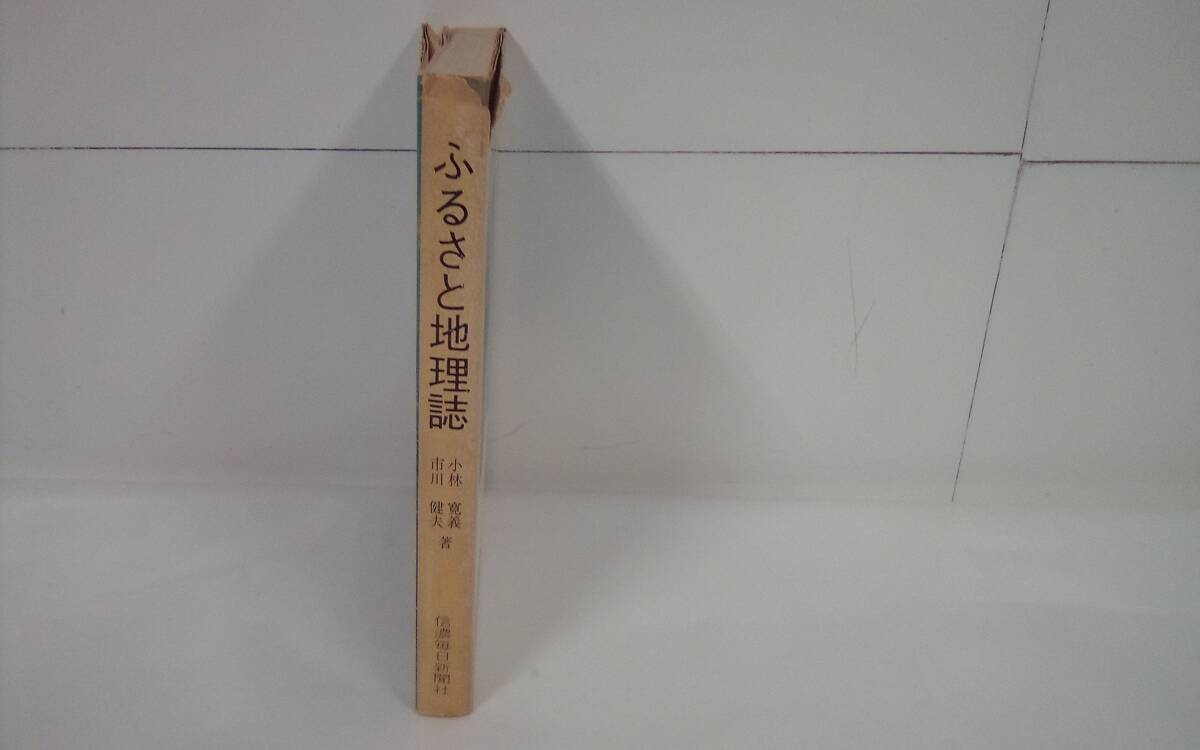 ふるさと地理誌
小林 寛義
市川 健夫
著
信濃毎日新聞社